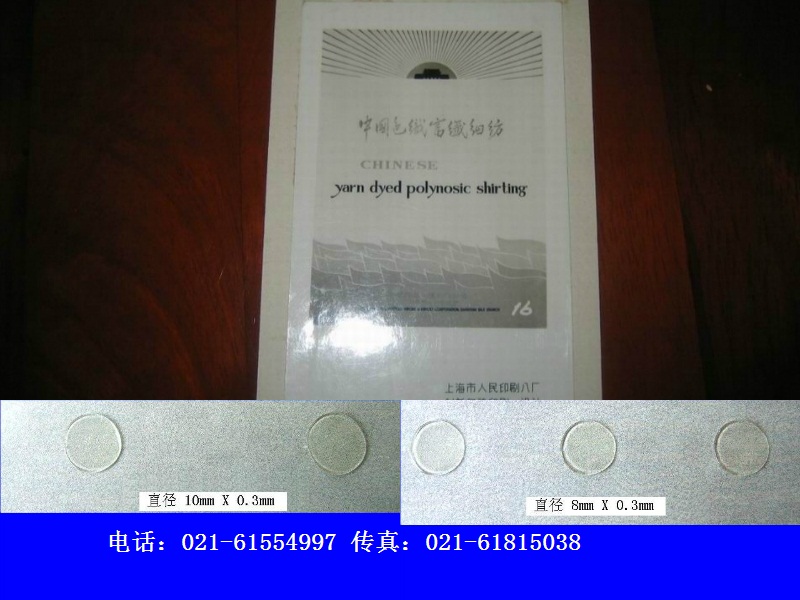 中国色织富纤细纺
CHINESE
yarn dyed polynosic shirting
16
上海市人民印刷八厂
直径 10mm X 0.3mm
直径 8mm X 0.3mm
电话：021-61554997 传真：021-61815038